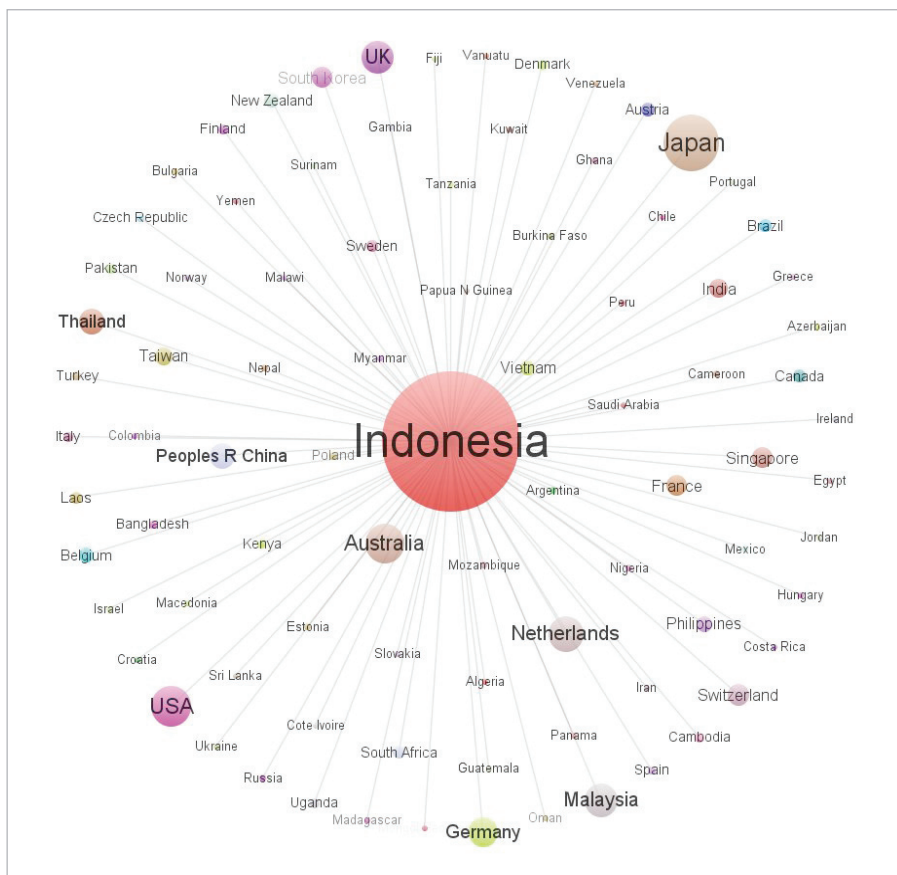 UK
Fiji
Vanuatu
Denmark
South Korea
Venezuela
New Zealand
Austria
Finland
Gambia
Kuwait
Japan
Surinam
Ghana
Bulgaria
Tanzania
Portugal
Yemen
Chile
Czech Republic
Brazil
Sweden
Burkina Faso
Pakistan
Norway
Malawi
Papua N Guinea
India
Greece
Peru
Thailand
Azerbaijan
Taiwan
Myanmar
Vietnam
Nepal
Cameroon
Canada
Turkey
Saudi Arabia
Ireland
Italy
Colombia
Indonesia
Peoples R China
Poland
Singapore
Egypt
France
Argentina
Laos
Bangladesh
Jordan
Kenya
Australia
Mexico
Belgium
Mozambique
Nigeria
Hungary
Israel
Macedonia
Philippines
Estonia
Netherlands
Costa Rica
Slovakia
Croatia
Sri Lanka
Algeria
Iran
Switzerland
USA
Cote Ivoire
Panama
Cambodia
Ukraine
South Africa
Guatemala
Spain
Russia
Uganda
Malaysia
Madagascar
Oman
Germany